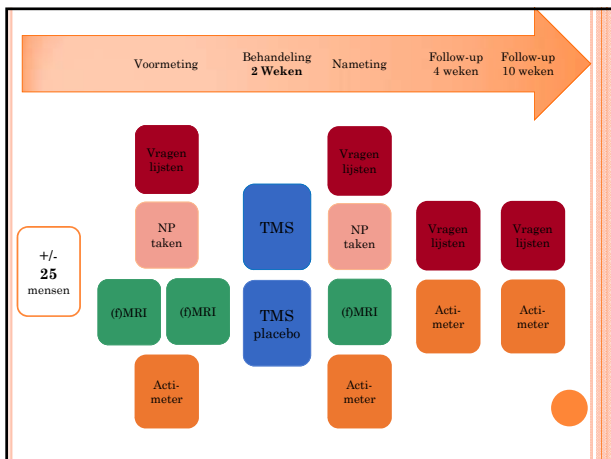 Voormeting
Behandeling
2 Weken
Nameting
Follow-up
4 weken
Follow-up
10 weken
+/-
25
mensen
Vragen
lijsten
NP
taken
(f)MRI
(f)MRI
Acti-
meter
TMS
TMS
placebo
Vragen
lijsten
NP
taken
(f)MRI
Acti-
meter
Vragen
lijsten
Acti-
meter
Vragen
lijsten
Acti-
meter